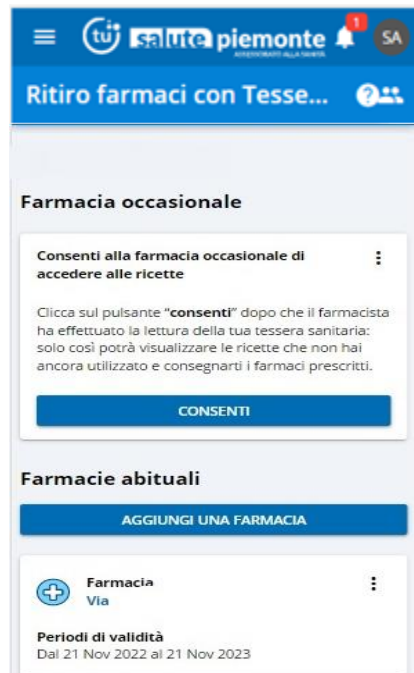 1
tu salute piemonte SA
ASSESSORATO ALLA SANITÀ
Ritiro farmaci con Tesse... ?
Farmacia occasionale
Consenti alla farmacia occasionale di
accedere alle ricette
Clicca sul pulsante “consenti” dopo che il farmacista
ha effettuato la lettura della tua tessera sanitaria:
solo così potrà visualizzare le ricette che non hai
ancora utilizzato e consegnarti i farmaci prescritti.
CONSENTI
Farmacie abituali
AGGIUNGI UNA FARMACIA
Farmacia
Via
Periodi di validità
Dal 21 Nov 2022 al 21 Nov 2023